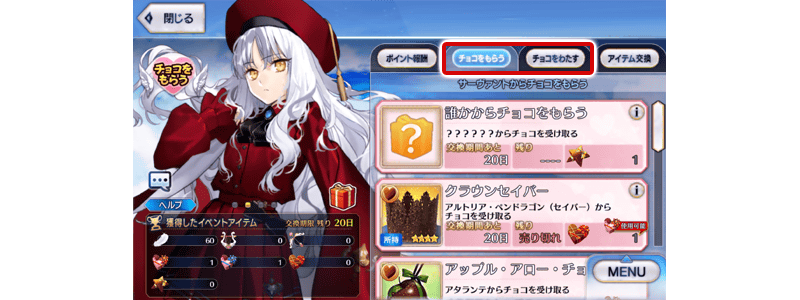 閉じる
チョコを
もらう
ヘルプ
獲得したイベントアイテム
交換期限 残り 20日
60
0
0
1
1
0
0
ポイント報酬
チョコをもらう
チョコをわたす
アイテム交換
サーヴァントからチョコをもらう
誰かからチョコをもらう
??????からチョコを受け取る
交換期間あと 残り
20日 ---- 1
クラウンセイバー
アルトリア・ペンドラゴン(セイバー)から
チョコを受け取る
交換期間あと 残り
使用可能
所持
20日 売り切れ 1
アップル・アロー・チョ
アタランテからチョコを受け取る
MENU